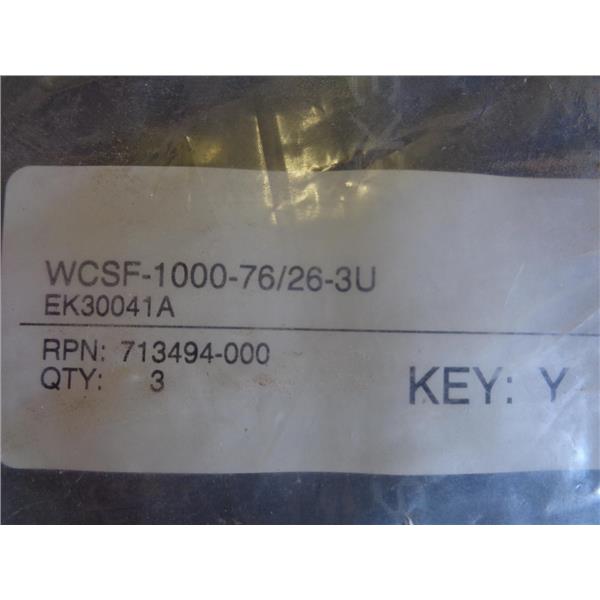 WCSF-1000-76/26-3U
EK30041A
RPN: 713494-000
QTY: 3
KEY: Y